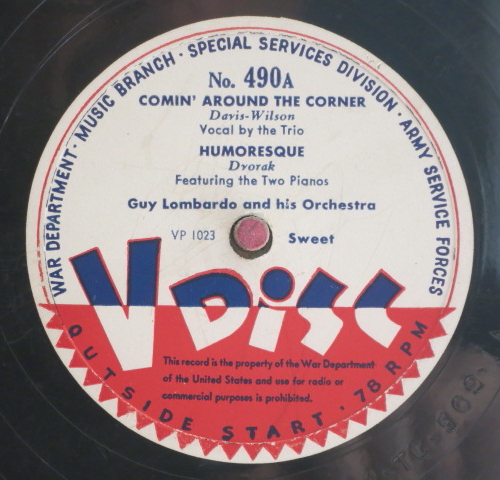 WAR DEPARTMENT · MUSIC BRANCH · SPECIAL SERVICES DIVISION · ARMY SERVICE FORCES
No. 490A
COMIN' AROUND THE CORNER
Davis-Wilson
Vocal by the Trio
HUMORESQUE
Dvorak
Featuring the Two Pianos
Guy Lombardo and his Orchestra
VP 1023 Sweet
V DiSC
This record is the property of the War Department
of the United States and use for radio or
commercial purposes is prohibited.
OUTSIDE START · 78 RPM